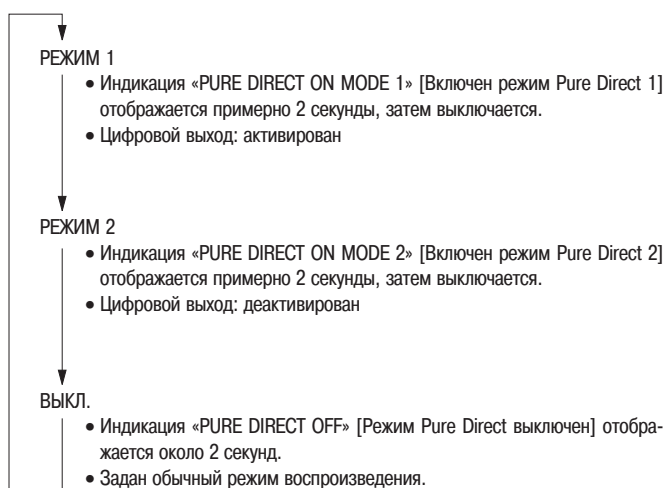 РЕЖИМ 1
• Индикация «PURE DIRECT ON MODE 1» [Включен режим Pure Direct 1]
отображается примерно 2 секунды, затем выключается.
• Цифровой выход: активирован
РЕЖИМ 2
• Индикация «PURE DIRECT ON MODE 2» [Включен режим Pure Direct 2]
отображается примерно 2 секунды, затем выключается.
• Цифровой выход: деактивирован
ВЫКЛ.
• Индикация «PURE DIRECT OFF» [Режим Pure Direct выключен] отобра-
жается около 2 секунд.
• Задан обычный режим воспроизведения.